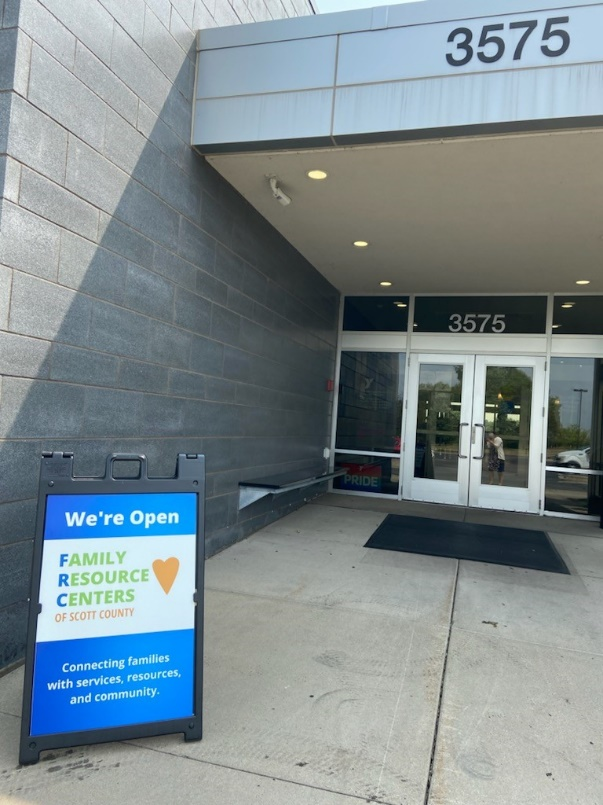 3575
3575
PRIDE
We're Open
FAMILY
RESOURCE
CENTERS
OF SCOTT COUNTY
Connecting families
with services, resources,
and community.